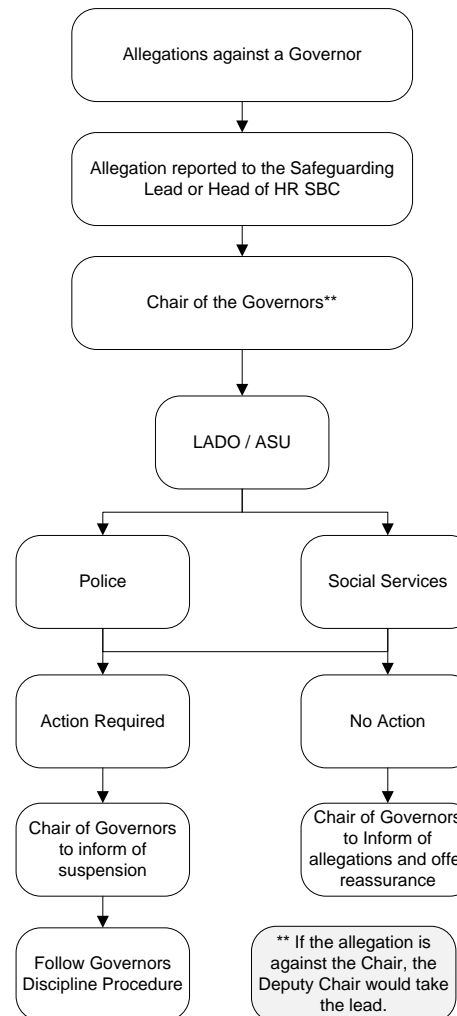 Allegations against a Governor
Allegation reported to the Safeguarding
Lead or Head of HR SBC
Chair of the Governors**
LADO / ASU
Police
Social Services
Action Required
No Action
Chair of Governors
to inform of
suspension
Chair of Governors
to Inform of
allegations and offe
reassurance
Follow Governors
Discipline Procedure
** If the allegation is
against the Chair, the
Deputy Chair would take
the lead.